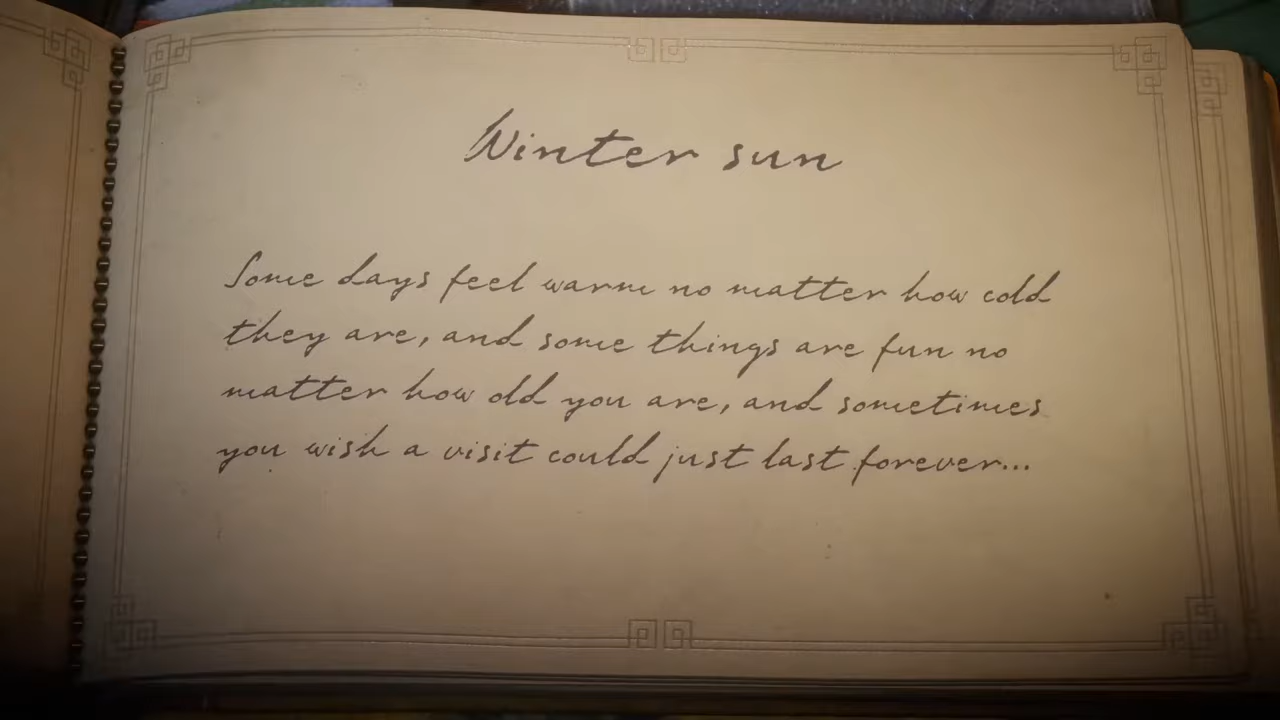 Winter sun
Some days feel warm no matter how cold
they are, and some things are fun no
matter how old you are, and sometimes
you wish a visit could just last forever...